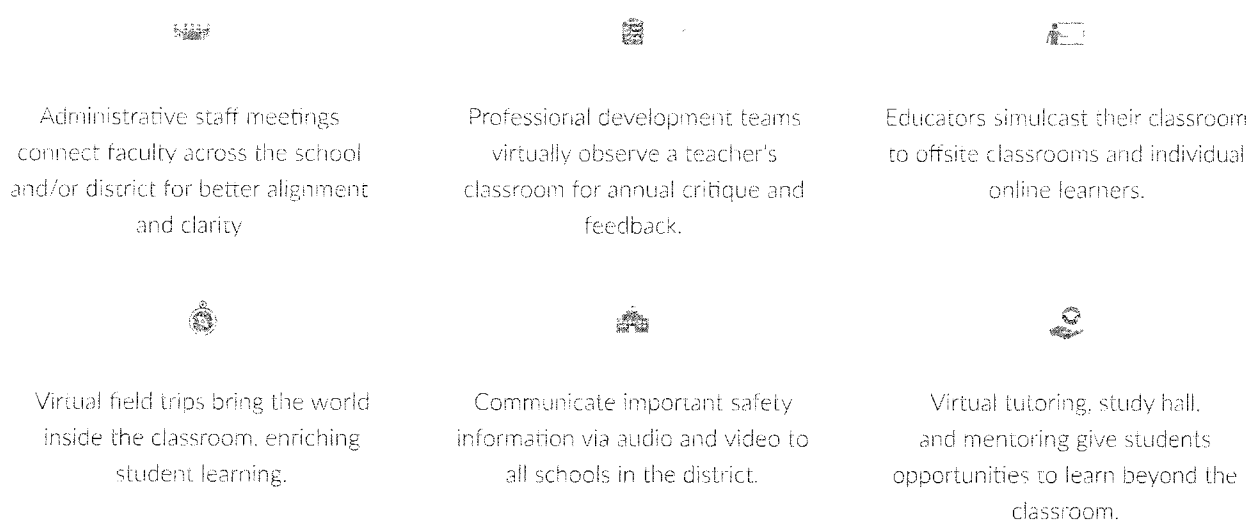 Administrative staff meetings
connect faculty across the school
and/or district for better alignment
and clarity
Professional development teams
virtually observe a teacher's
classroom for annual critique and
feedback.
Educators simulcast their classroom
to offsite classrooms and individual
online learners.
Virtual field trips bring the world
inside the classroom, enriching
student learning.
Communicate important safety
information via audio and video to
all schools in the district.
Virtual tutoring, study hall,
and mentoring give students
opportunities to learn beyond the
classroom.